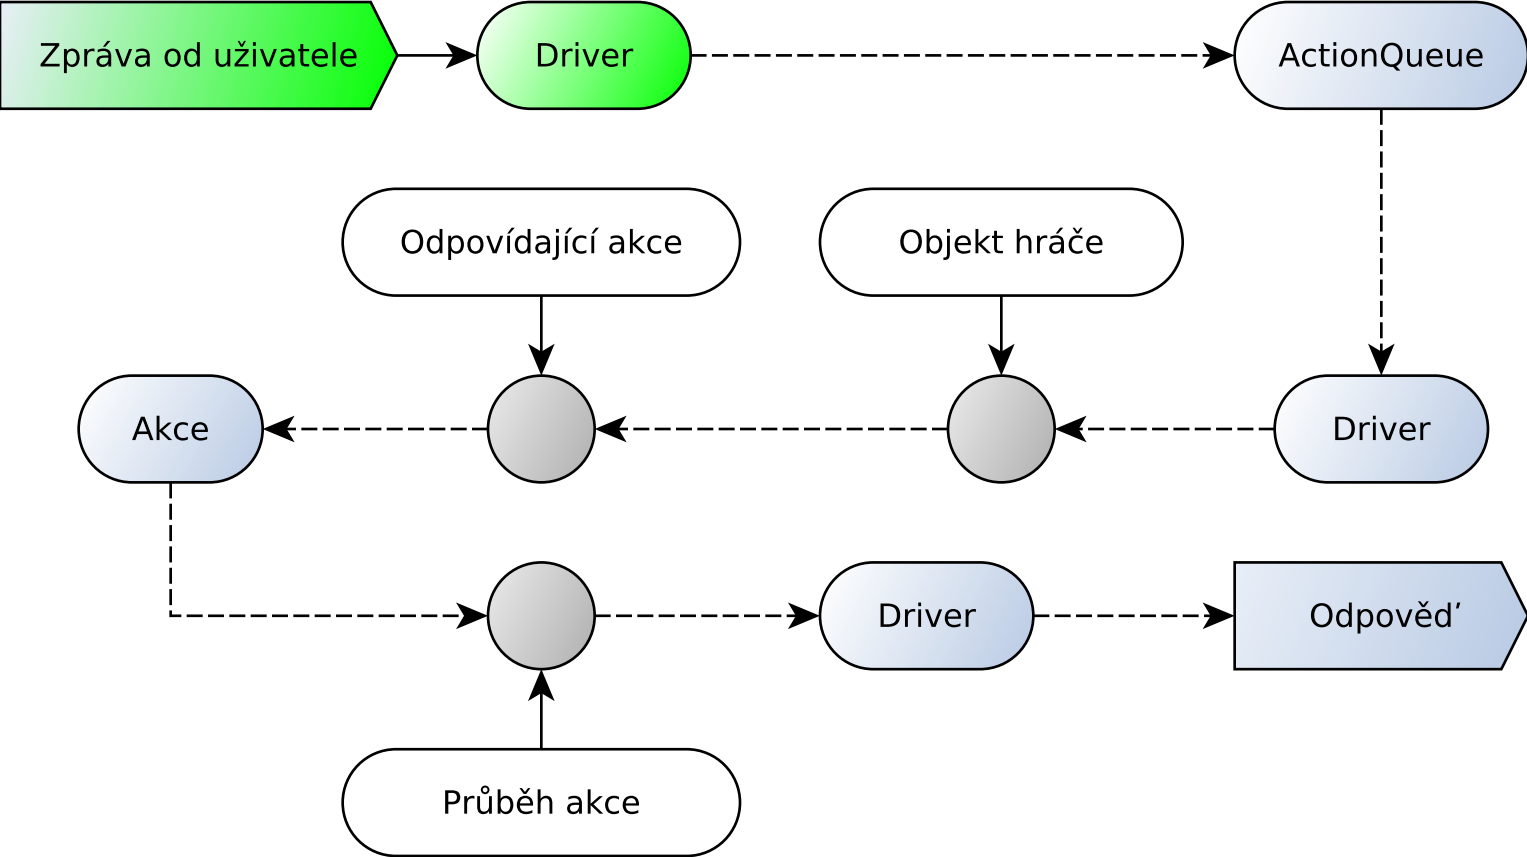 Zpráva od uživatele
Driver
ActionQueue
Odpovídající akce
Objekt hráče
Akce
Driver
Driver
Odpověď
Průběh akce